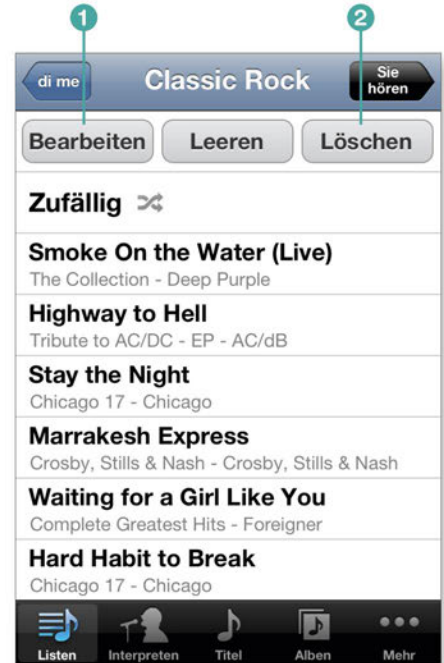 1 2
di me Classic Rock Sie hören
Bearbeiten Leeren Löschen
Zufällig
Smoke On the Water (Live)
The Collection - Deep Purple
Highway to Hell
Tribute to AC/DC - EP - AC/dB
Stay the Night
Chicago 17 - Chicago
Marrakesh Express
Crosby, Stills & Nash - Crosby, Stills & Nash
Waiting for a Girl Like You
Complete Greatest Hits - Foreigner
Hard Habit to Break
Chicago 17 - Chicago
Listen Interpreten Titel Alben Mehr